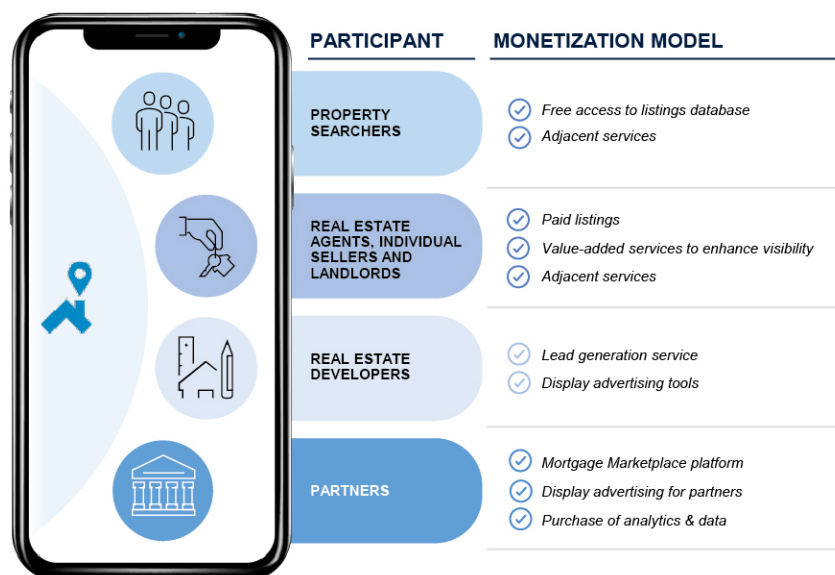 PARTICIPANT
MONETIZATION MODEL
PROPERTY
SEARCHERS
Free access to listings database
Adjacent services
REAL ESTATE
AGENTS, INDIVIDUAL
SELLERS AND
LANDLORDS
Paid listings
Value-added services to enhance visibility
Adjacent services
REAL ESTATE
DEVELOPERS
Lead generation service
Display advertising tools
PARTNERS
Mortgage Marketplace platform
Display advertising for partners
Purchase of analytics & data